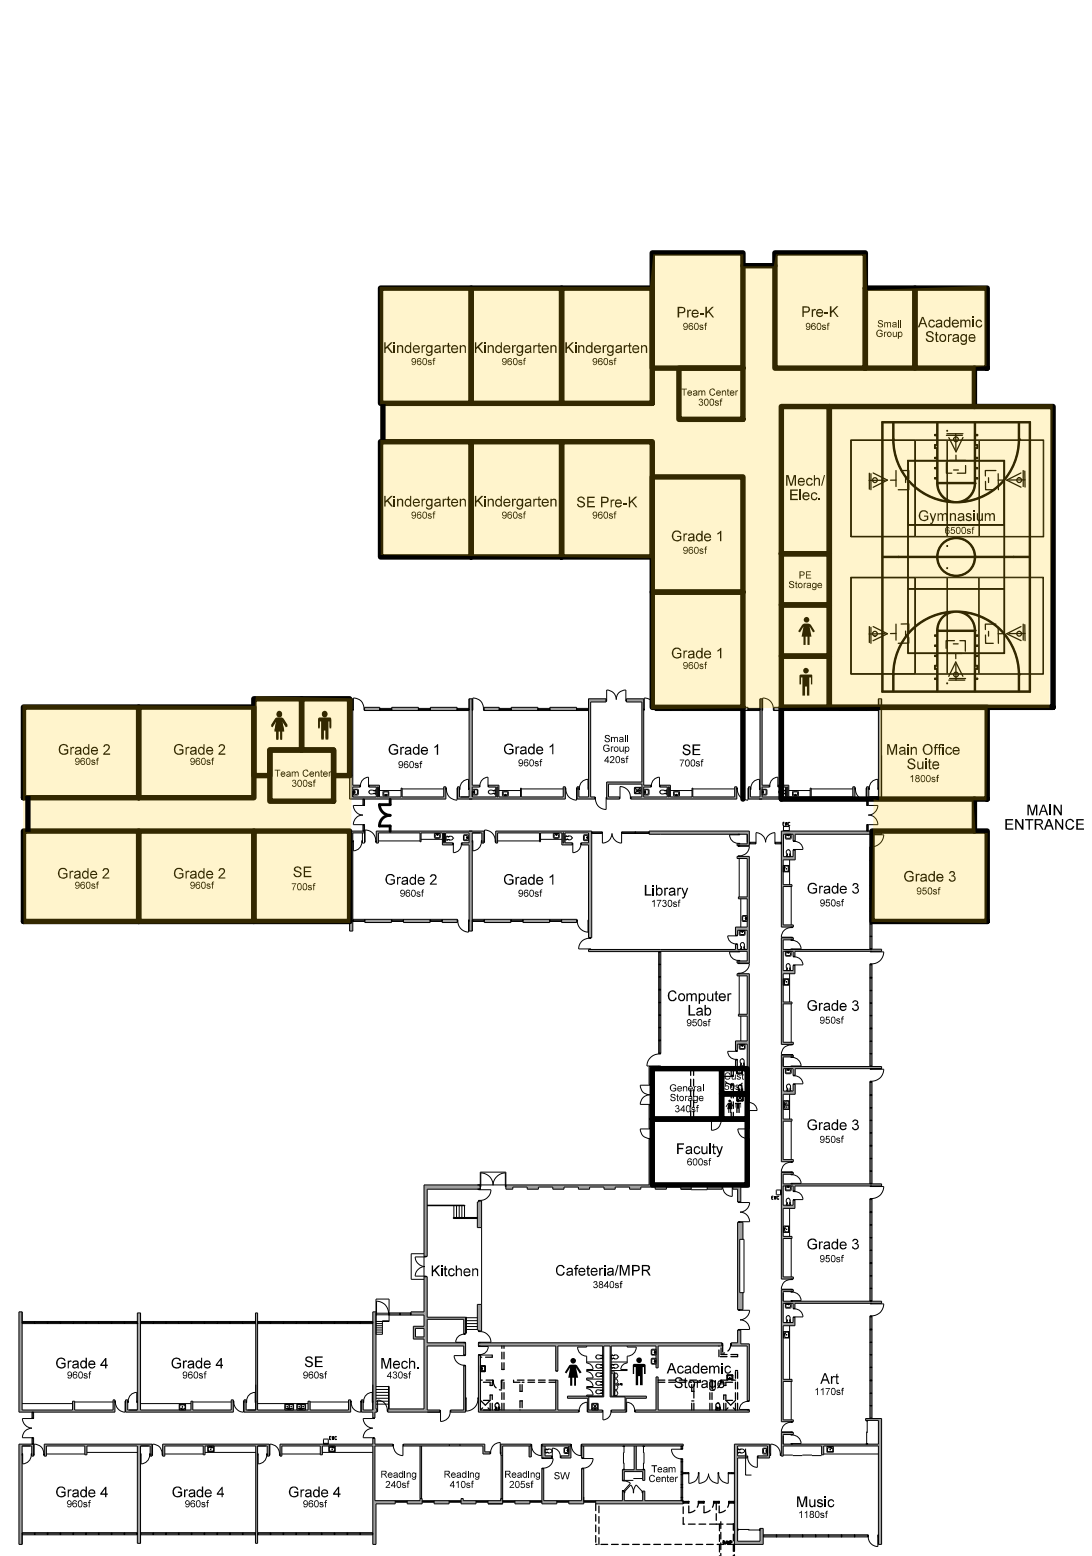 Pre-K
960sf
Pre-K
960sf
Small
Group
Academic
Storage
Kindergarten
960sf
Kindergarten
960sf
Kindergarten
960sf
Team Center
300sf
Kindergarten
960sf
Kindergarten
960sf
SE Pre-K
960sf
Mech/
Elec.
Gymnasium
6500sf
Grade 1
960sf
PE
Storage
Grade 1
960sf
Grade 2
960sf
Grade 2
960sf
Team Center
300sf
Grade 1
960sf
Grade 1
960sf
Small
Group
420sf
SE
700sf
Main Office
Suite
1800sf
MAIN
ENTRANCE
Grade 2
960sf
Grade 2
960sf
SE
700sf
Grade 2
960sf
Grade 1
960sf
Library
1730sf
Grade 3
950sf
Grade 3
950sf
Computer
Lab
950sf
Grade 3
950sf
General
Storage
340sf
Grade 3
950sf
Faculty
600sf
Grade 3
950sf
Kitchen
Cafeteria/MPR
3840sf
Grade 4
960sf
Grade 4
960sf
SE
960sf
Mech.
430sf
Academic
Storage
Art
1170sf
Grade 4
960sf
Grade 4
960sf
Grade 4
960sf
Reading
240sf
Reading
410sf
Reading
205sf
SW
Team
Center
Music
1180sf